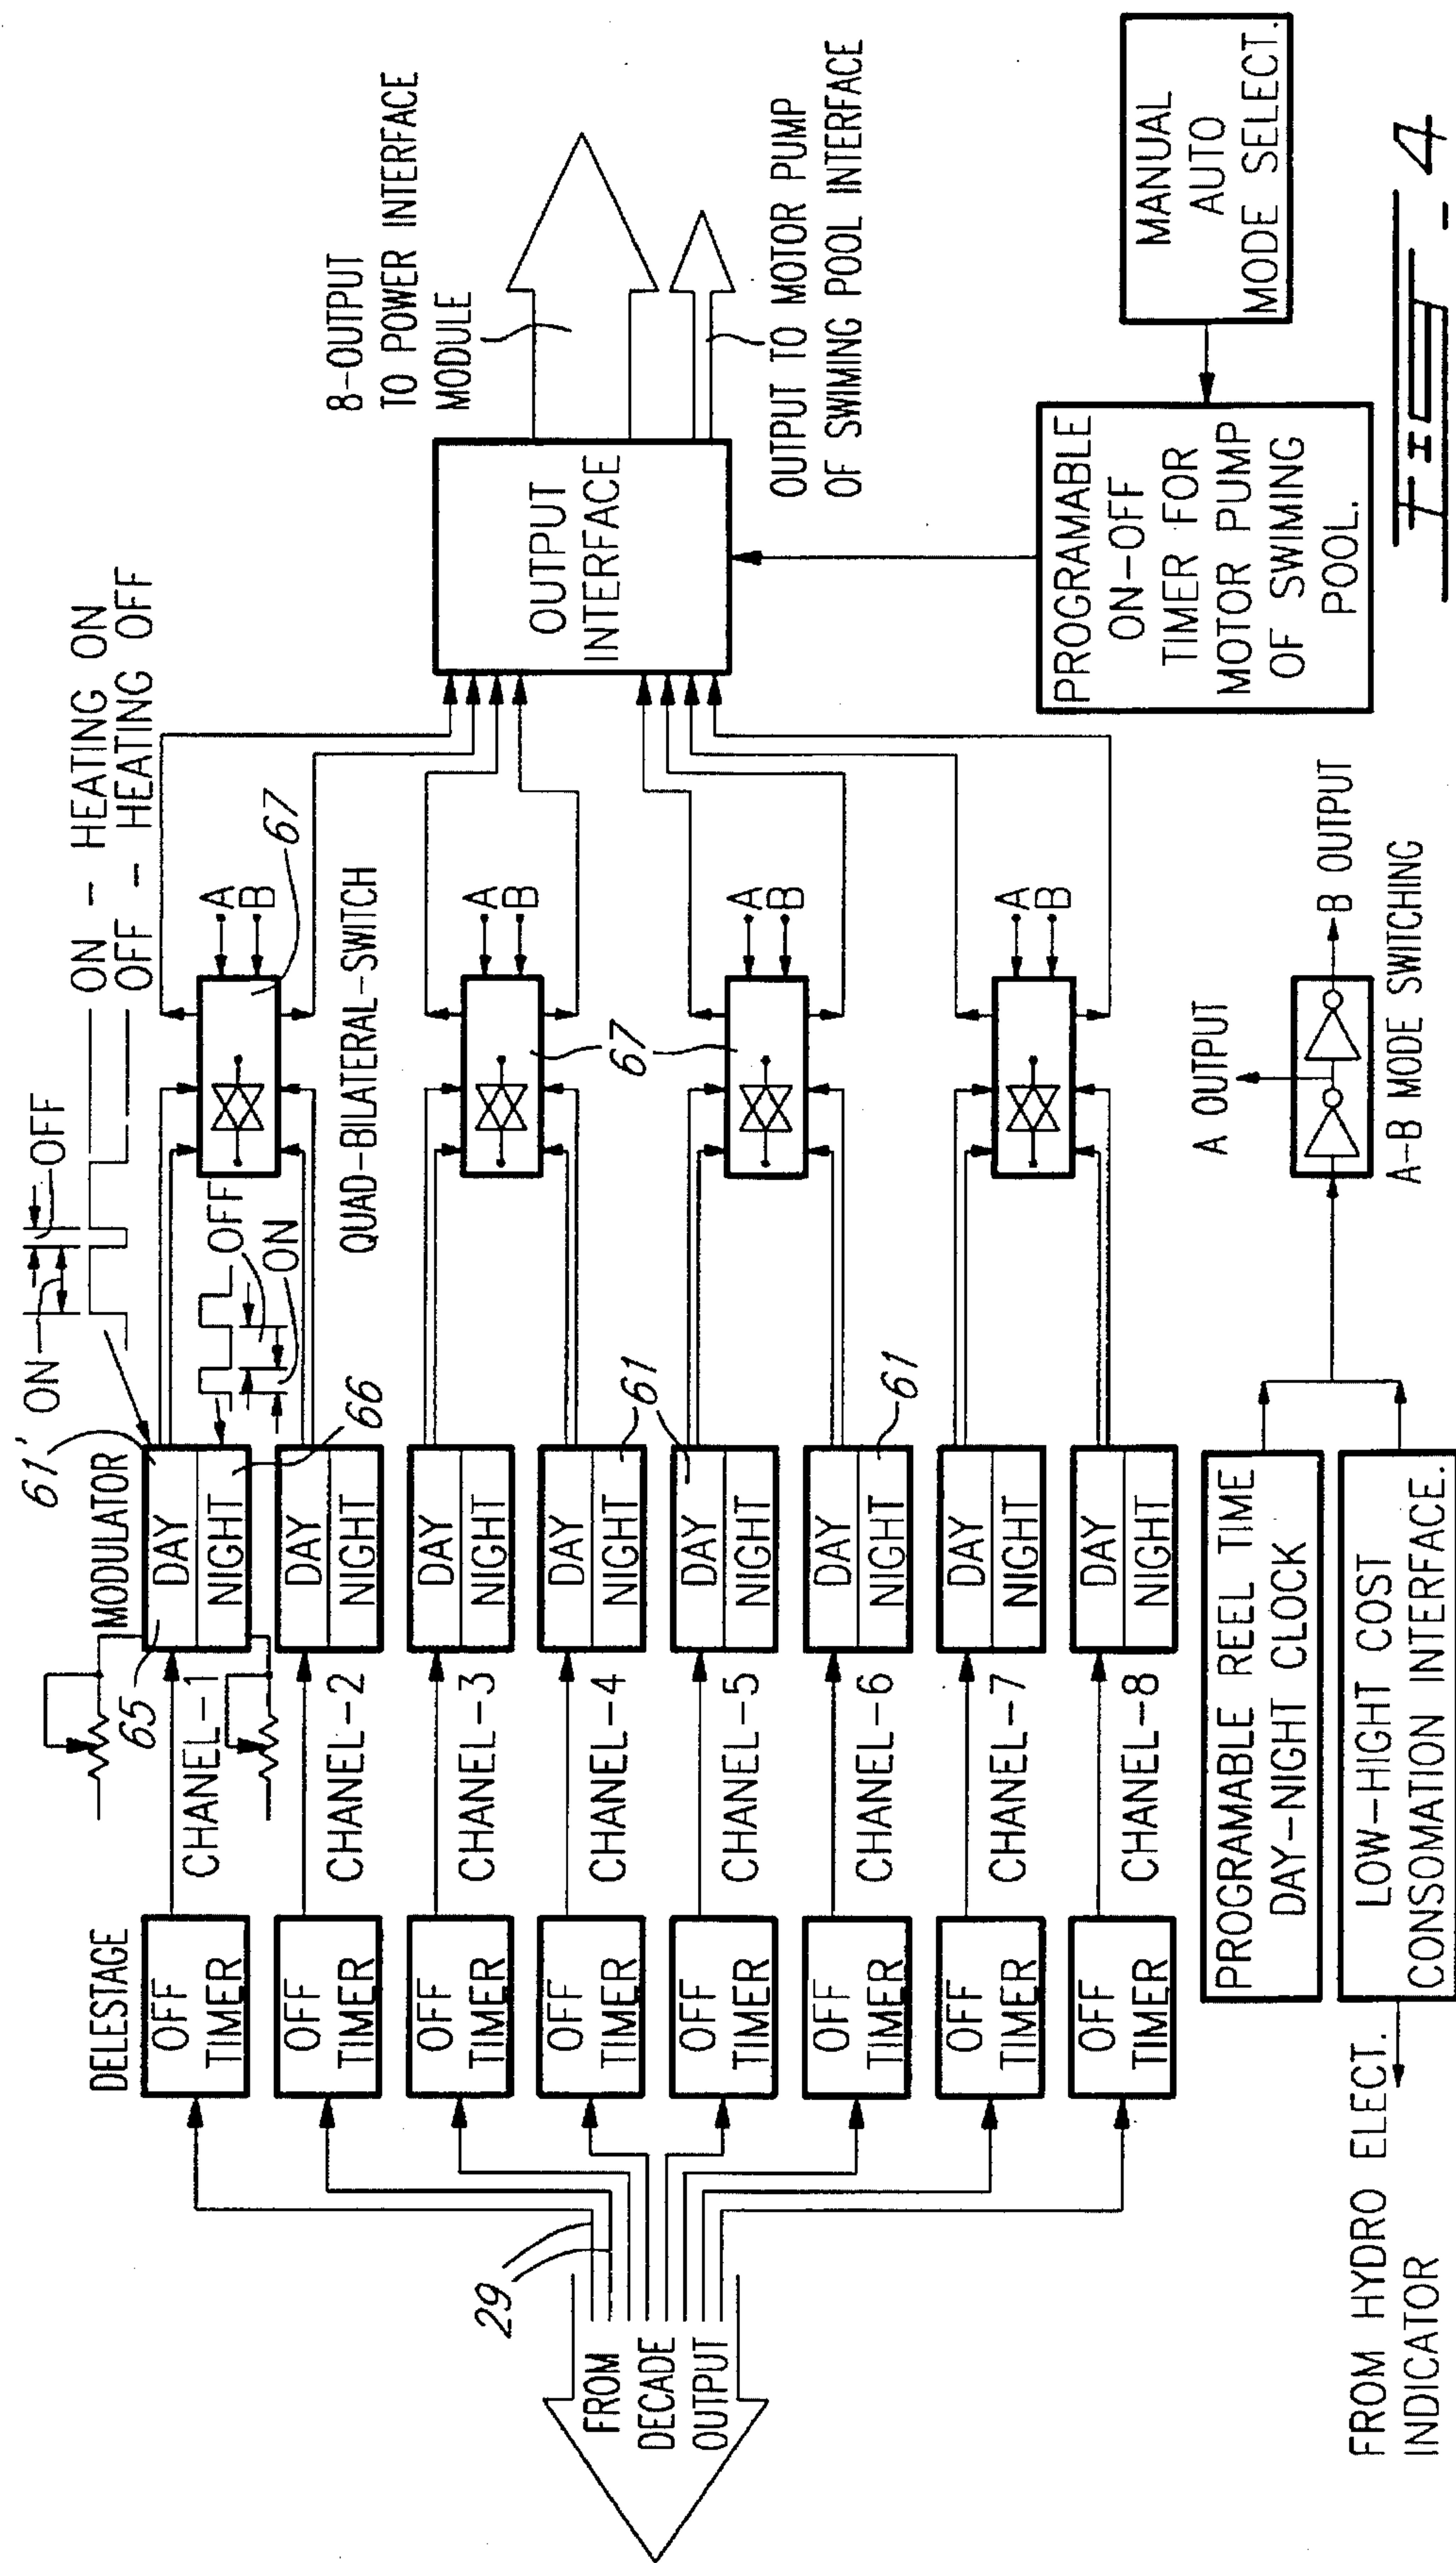 61'
ON
OFF
ON - HEATING ON
OFF - HEATING OFF
DELESTAGE
MODULATOR
65
66
67
OFF
ON
OFF
TIMER
CHANEL-1
DAY
NIGHT
A
B
OFF
TIMER
CHANEL-2
DAY
NIGHT
QUAD-BILATERAL-SWITCH
OFF
TIMER
CHANEL-3
DAY
NIGHT
A
B
OFF
TIMER
CHANEL-4
DAY
NIGHT
61
67
OFF
TIMER
CHANEL-5
DAY
NIGHT
A
B
OFF
TIMER
CHANEL-6
DAY
NIGHT
61
OFF
TIMER
CHANEL-7
DAY
NIGHT
A
B
OFF
TIMER
CHANEL-8
DAY
NIGHT
29
FROM
DECADE
OUTPUT
OUTPUT
INTERFACE
8-OUTPUT
TO POWER INTERFACE
MODULE
OUTPUT TO MOTOR PUMP
OF SWIMING POOL INTERFACE
PROGRAMABLE
ON-OFF
TIMER FOR
MOTOR PUMP
OF SWIMING
POOL.
MANUAL
AUTO
MODE SELECT.
PROGRAMABLE REEL TIME
DAY-NIGHT CLOCK
LOW-HIGHT COST
CONSOMATION INTERFACE.
FROM HYDRO ELECT.
INDICATOR
A OUTPUT
B OUTPUT
A-B MODE SWITCHING
FIG - 4